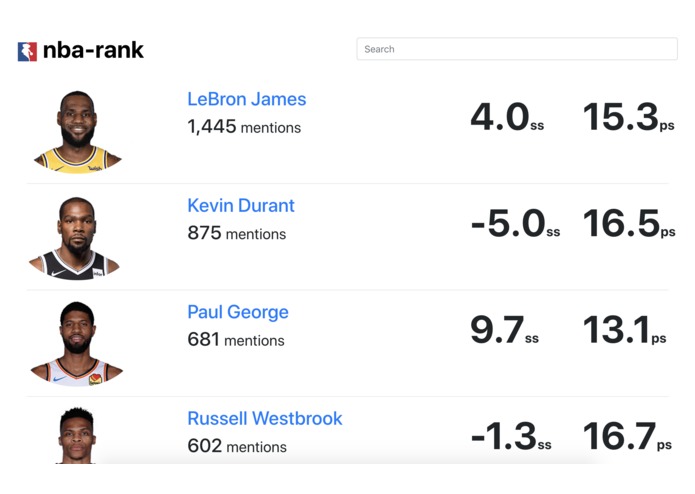 nba-rank
Search
LeBron James
1,445 mentions
4.0ss
15.3ps
Kevin Durant
875 mentions
-5.0ss
16.5ps
Paul George
681 mentions
9.7ss
13.1ps
Russell Westbrook
602 mentions
-1.3ss
16.7ps